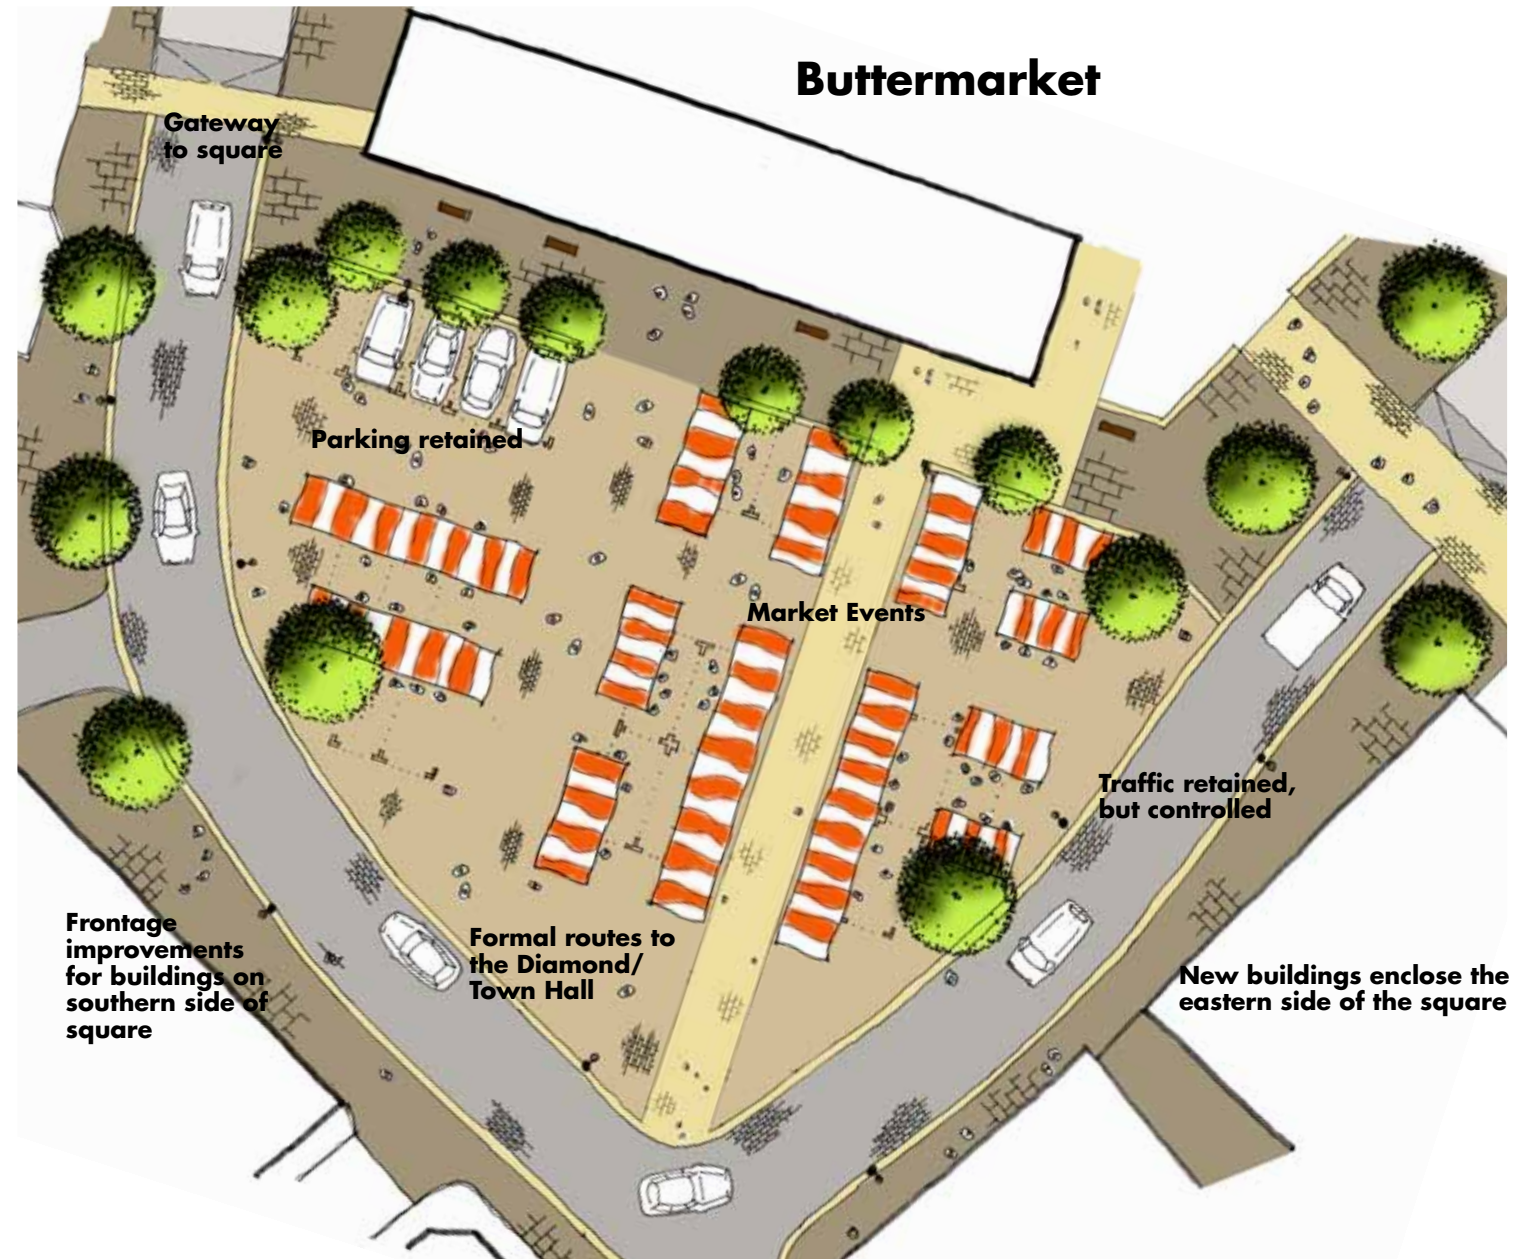 Buttermarket
Gateway
to square
Parking retained
Market Events
Traffic retained,
but controlled
Frontage
improvements
for buildings on
southern side of
square
Formal routes to
the Diamond/
Town Hall
New buildings enclose the
eastern side of the square